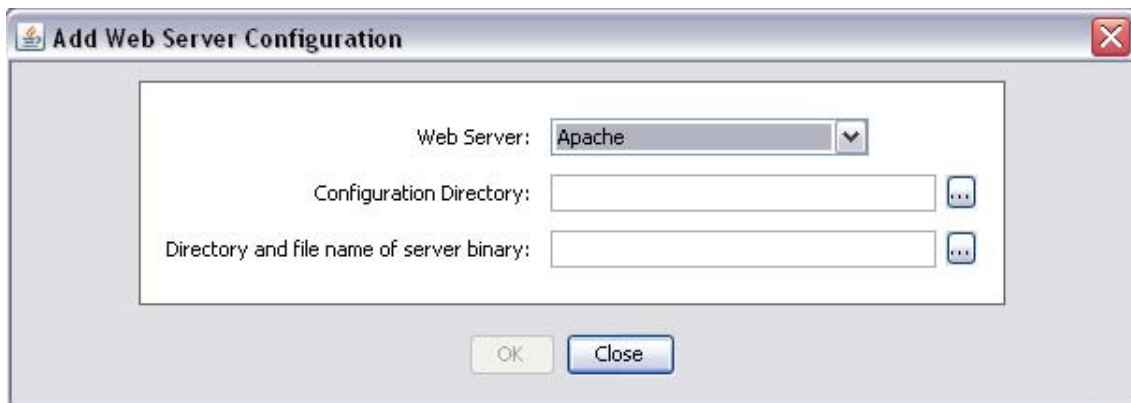 Add Web Server Configuration
Web Server: Apache
Configuration Directory: ...
Directory and file name of server binary: ...
OK Close